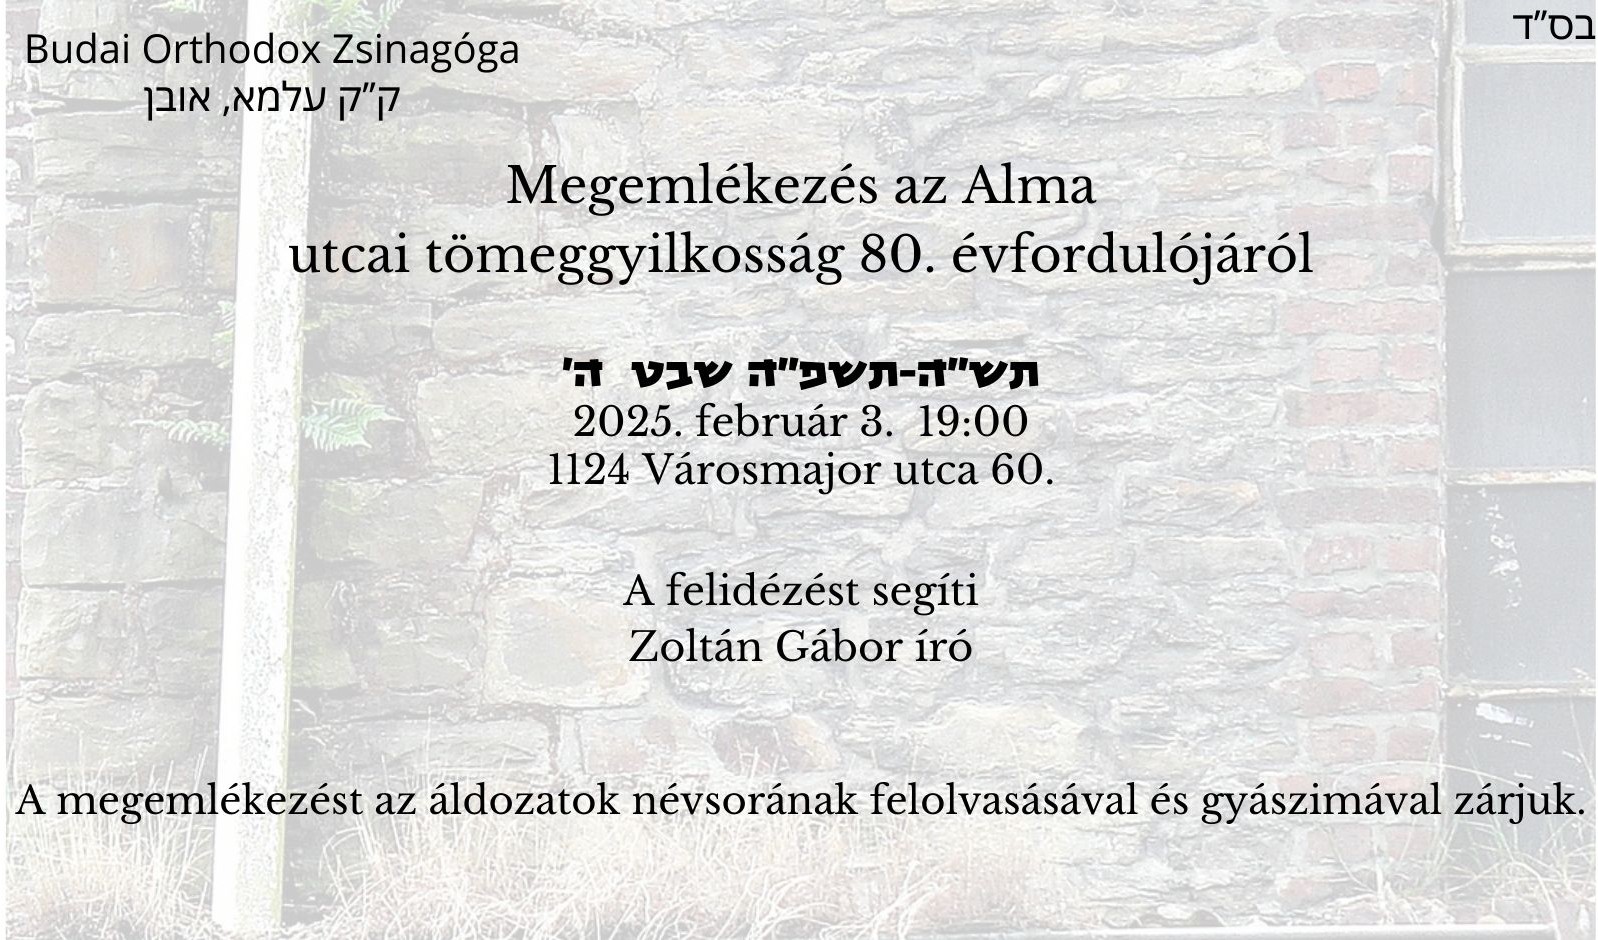 בס”ד
Budai Orthodox Zsinagóga
ק”ק עלמא, אובן
Megemlékezés az Alma
utcai tömeggyilkosság 80. évfordulójáról
תש"ה-תשפ"ה שבט ה'
2025. február 3. 19:00
1124 Városmajor utca 60.
A felidézést segíti
Zoltán Gábor író
A megemlékezést az áldozatok névsorának felolvasásával és gyászimával zárjuk.